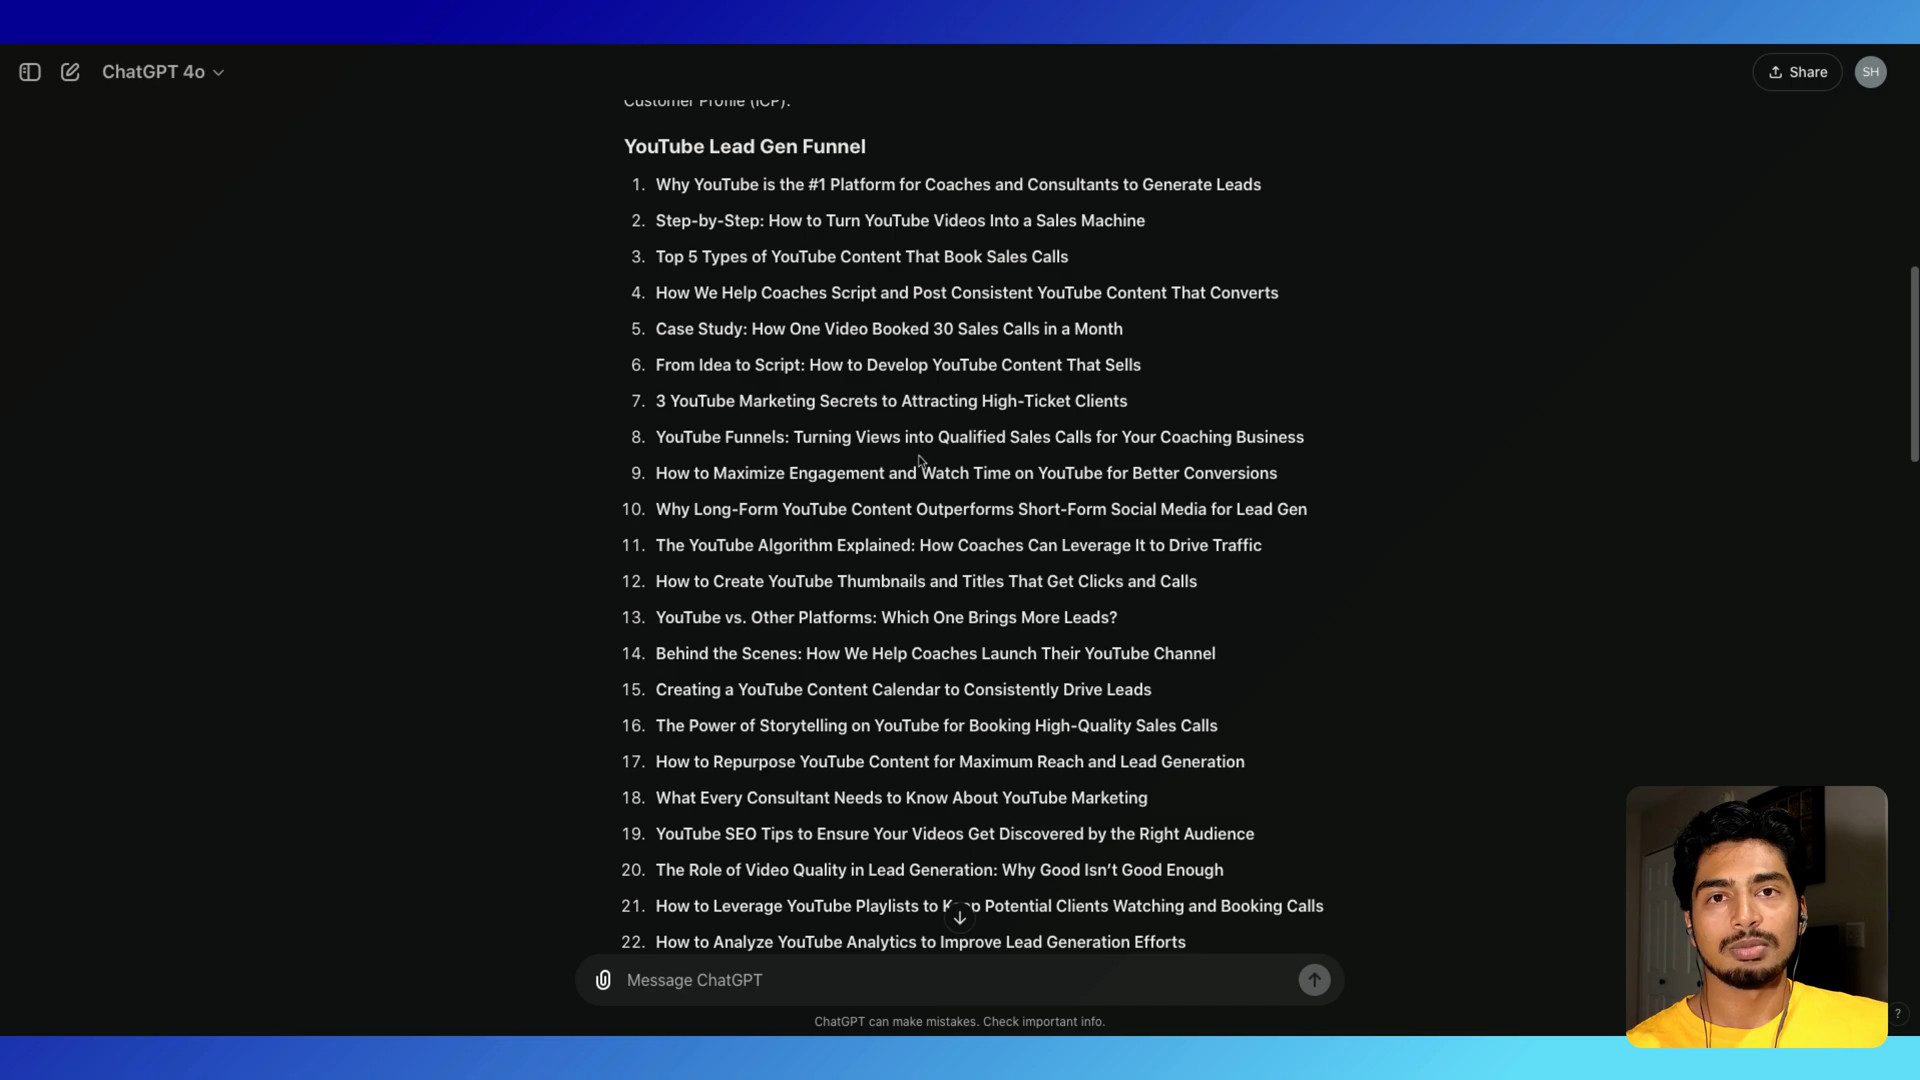 ChatGPT 4o
Share
SH
Customer Profile (ICP).
YouTube Lead Gen Funnel
1. Why YouTube is the #1 Platform for Coaches and Consultants to Generate Leads
2. Step-by-Step: How to Turn YouTube Videos Into a Sales Machine
3. Top 5 Types of YouTube Content That Book Sales Calls
4. How We Help Coaches Script and Post Consistent YouTube Content That Converts
5. Case Study: How One Video Booked 30 Sales Calls in a Month
6. From Idea to Script: How to Develop YouTube Content That Sells
7. 3 YouTube Marketing Secrets to Attracting High-Ticket Clients
8. YouTube Funnels: Turning Views into Qualified Sales Calls for Your Coaching Business
9. How to Maximize Engagement and Watch Time on YouTube for Better Conversions
10. Why Long-Form YouTube Content Outperforms Short-Form Social Media for Lead Gen
11. The YouTube Algorithm Explained: How Coaches Can Leverage It to Drive Traffic
12. How to Create YouTube Thumbnails and Titles That Get Clicks and Calls
13. YouTube vs. Other Platforms: Which One Brings More Leads?
14. Behind the Scenes: How We Help Coaches Launch Their YouTube Channel
15. Creating a YouTube Content Calendar to Consistently Drive Leads
16. The Power of Storytelling on YouTube for Booking High-Quality Sales Calls
17. How to Repurpose YouTube Content for Maximum Reach and Lead Generation
18. What Every Consultant Needs to Know About YouTube Marketing
19. YouTube SEO Tips to Ensure Your Videos Get Discovered by the Right Audience
20. The Role of Video Quality in Lead Generation: Why Good Isn’t Good Enough
21. How to Leverage YouTube Playlists to Keep Potential Clients Watching and Booking Calls
22. How to Analyze YouTube Analytics to Improve Lead Generation Efforts
Message ChatGPT
ChatGPT can make mistakes. Check important info.
?